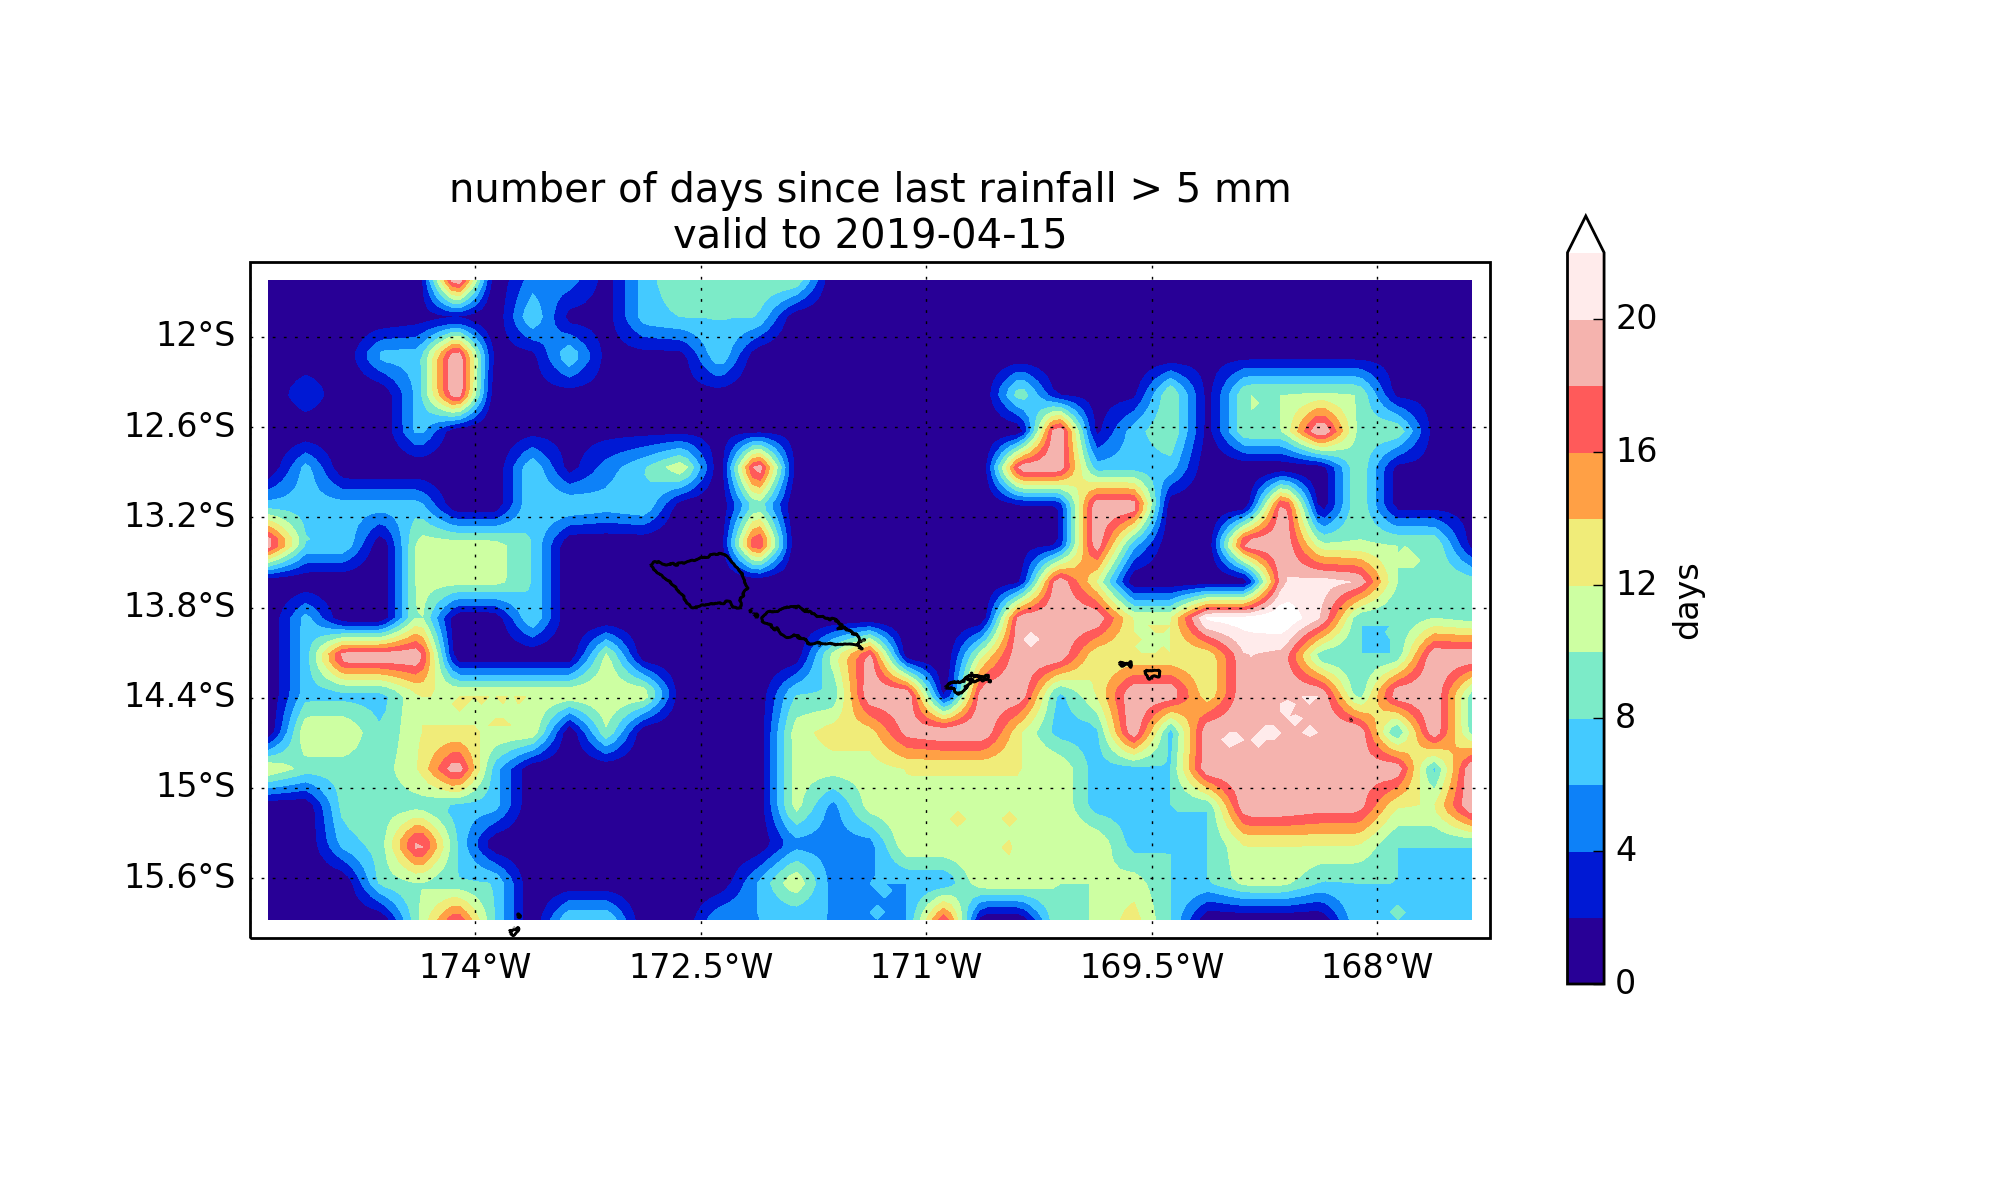 number of days since last rainfall > 5 mm
valid to 2019-04-15
12°S
12.6°S
13.2°S
13.8°S
14.4°S
15°S
15.6°S
174°W
172.5°W
171°W
169.5°W
168°W
20
16
12
8
4
0
days